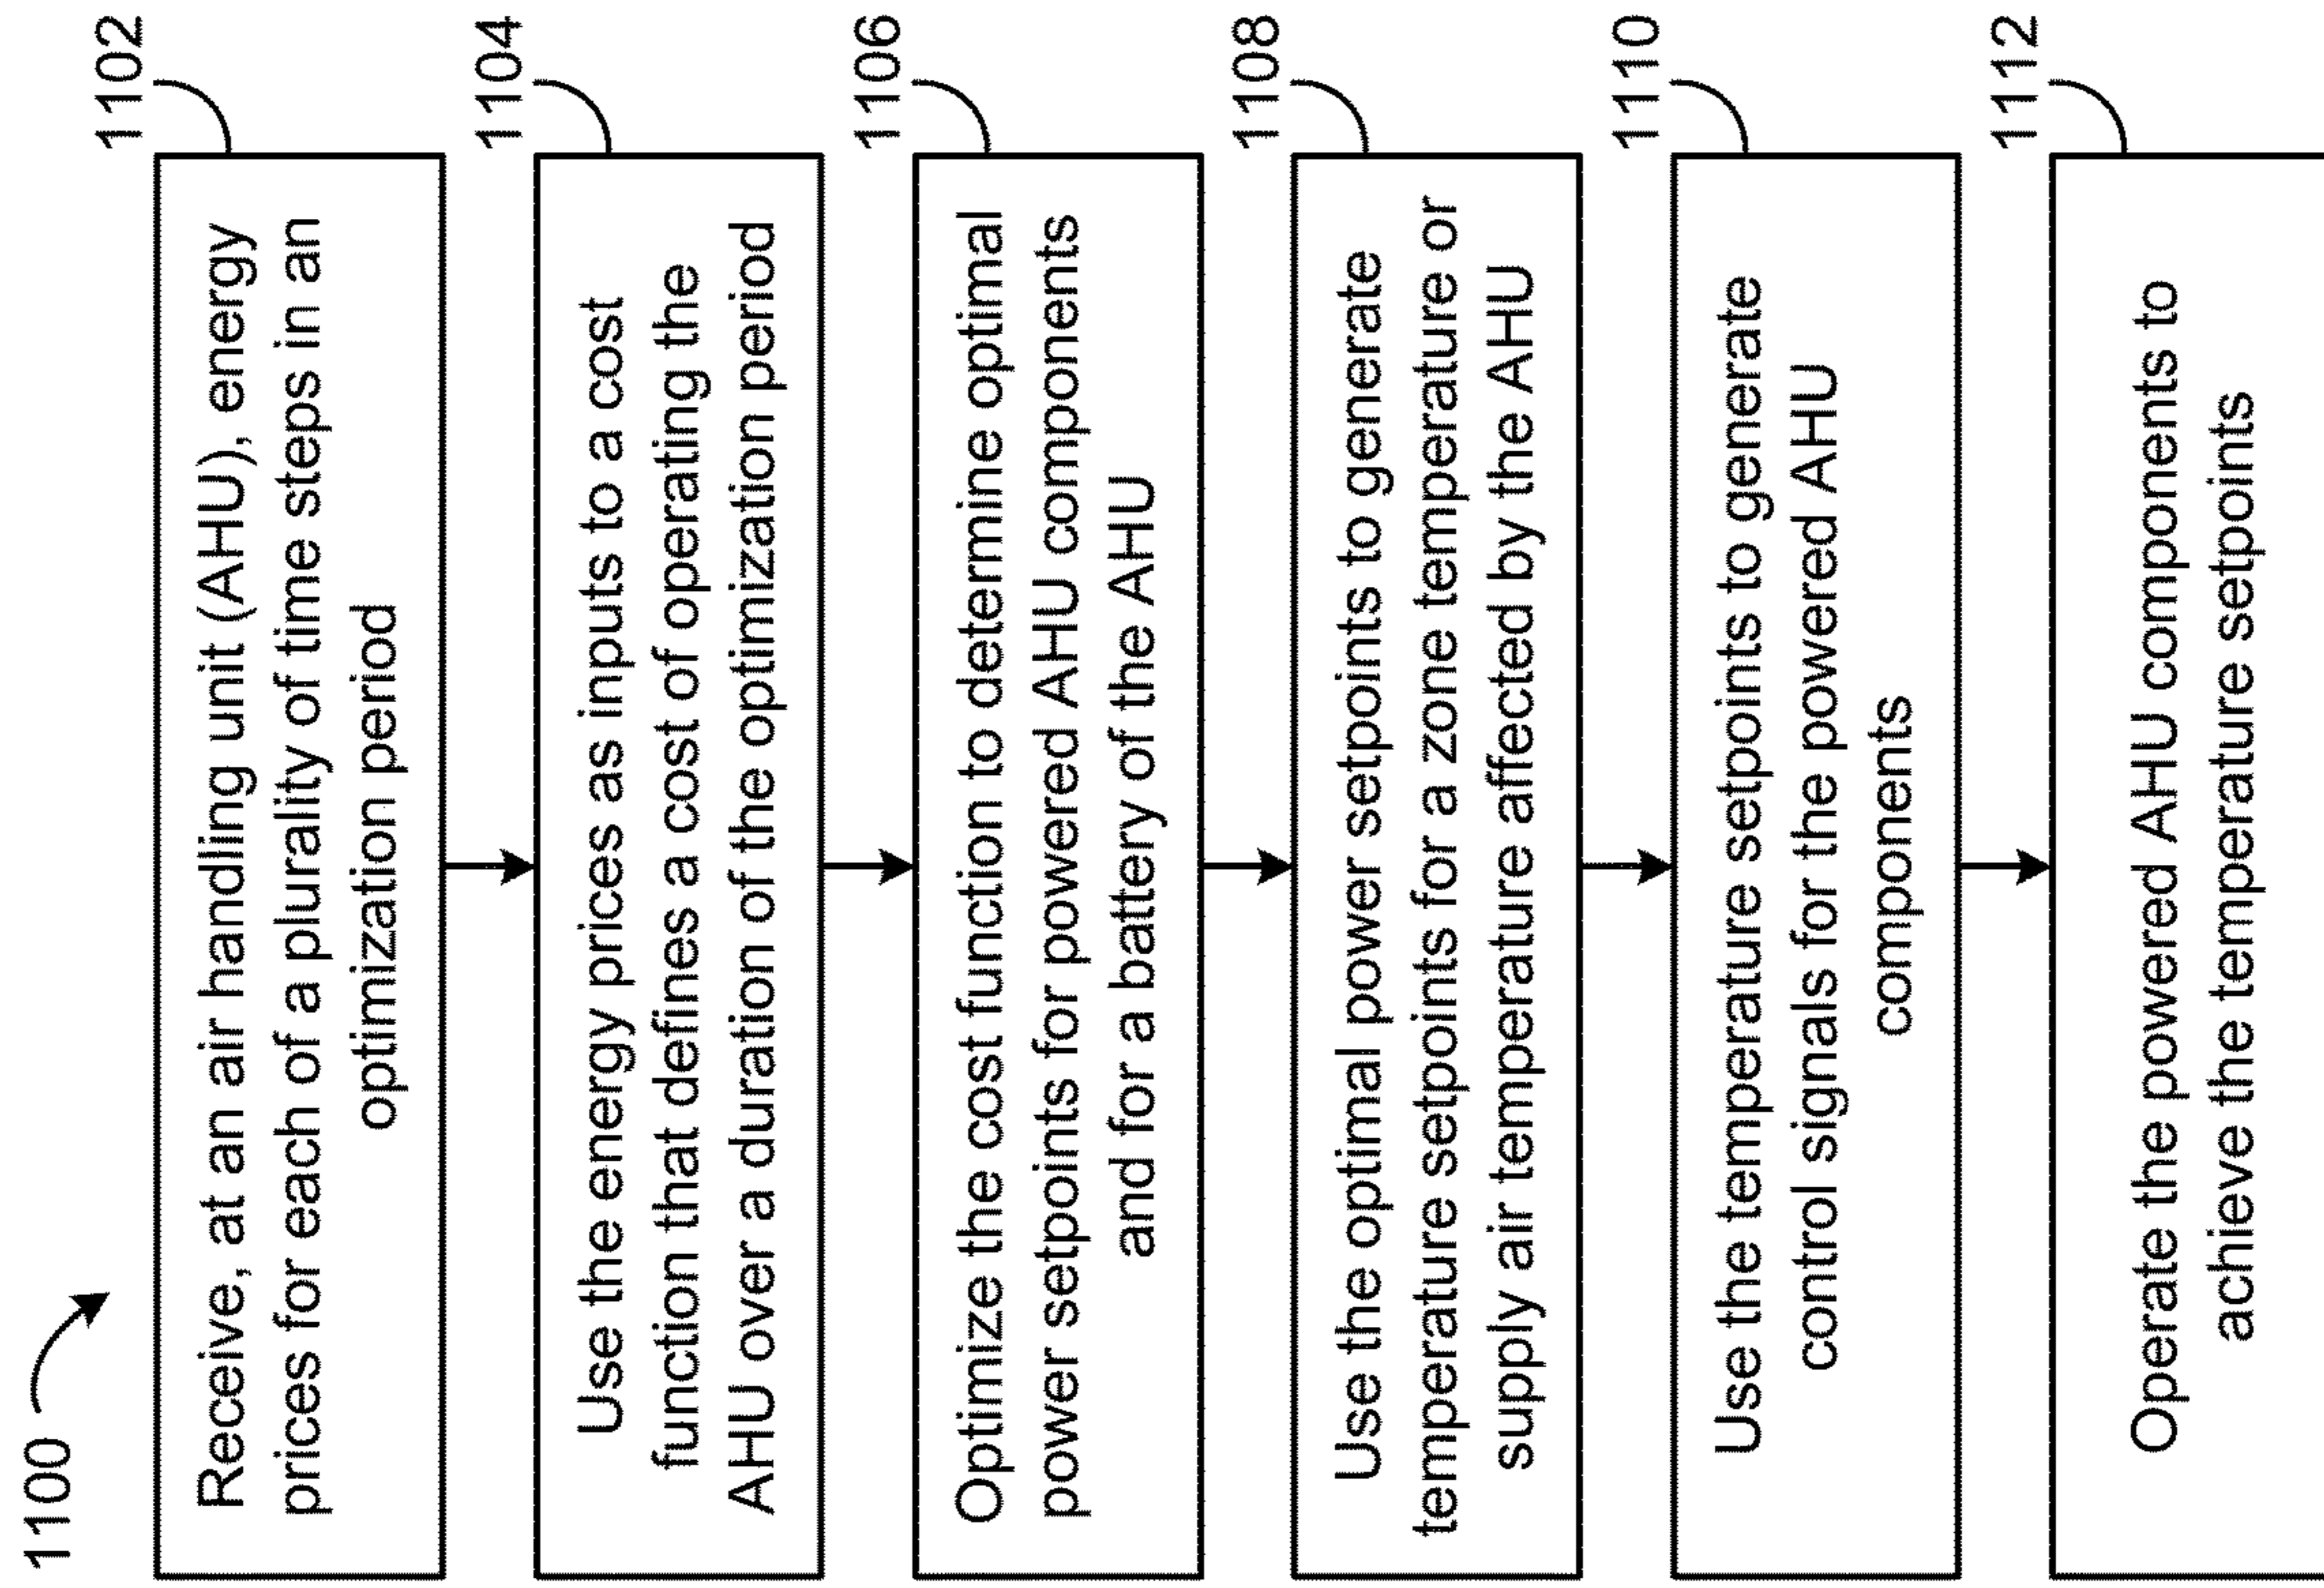 1100
1102
Receive, at an air handling unit (AHU), energy
prices for each of a plurality of time steps in an
optimization period
1104
Use the energy prices as inputs to a cost
function that defines a cost of operating the
AHU over a duration of the optimization period
1106
Optimize the cost function to determine optimal
power setpoints for powered AHU components
and for a battery of the AHU
1108
Use the optimal power setpoints to generate
temperature setpoints for a zone temperature or
supply air temperature affected by the AHU
1110
Use the temperature setpoints to generate
control signals for the powered AHU
components
1112
Operate the powered AHU components to
achieve the temperature setpoints